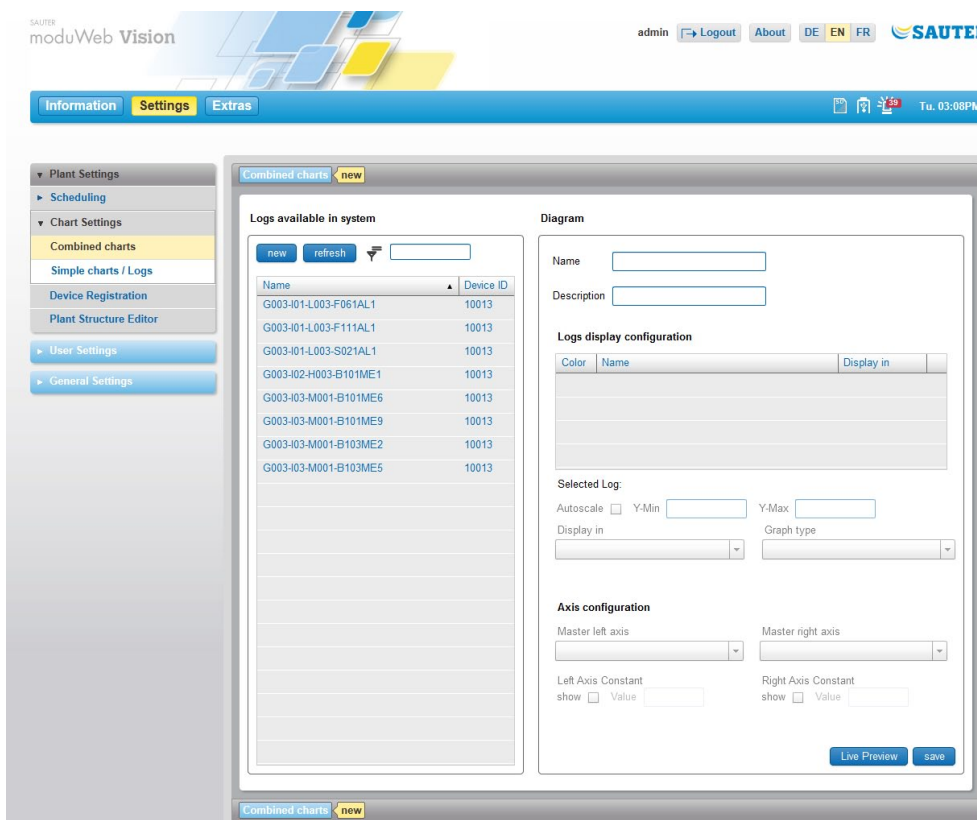 SAUTER
moduWeb Vision
admin Logout About DE EN FR SAUTER
Information Settings Extras
39 Tu. 03:08PM
Plant Settings
Scheduling
Chart Settings
Combined charts
Simple charts / Logs
Device Registration
Plant Structure Editor
User Settings
General Settings
Combined charts new
Logs available in system
new refresh
Name Device ID
G003-I01-L003-F061AL1 10013
G003-I01-L003-F111AL1 10013
G003-I01-L003-S021AL1 10013
G003-I02-H003-B101ME1 10013
G003-I03-M001-B101ME6 10013
G003-I03-M001-B101ME9 10013
G003-I03-M001-B103ME2 10013
G003-I03-M001-B103ME5 10013
Diagram
Name
Description
Logs display configuration
Color Name Display in
Selected Log:
Autoscale Y-Min Y-Max
Display in Graph type
Axis configuration
Master left axis Master right axis
Left Axis Constant Right Axis Constant
show Value show Value
Live Preview save
Combined charts new